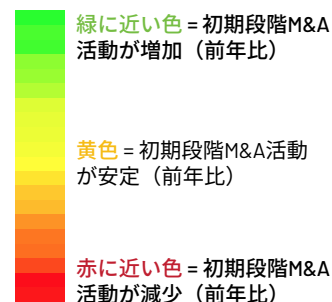 緑に近い色 = 初期段階M&A
活動が増加（前年比）
黄色 = 初期段階M&A活動
が安定（前年比）
赤に近い色 = 初期段階M&A
活動が減少（前年比）